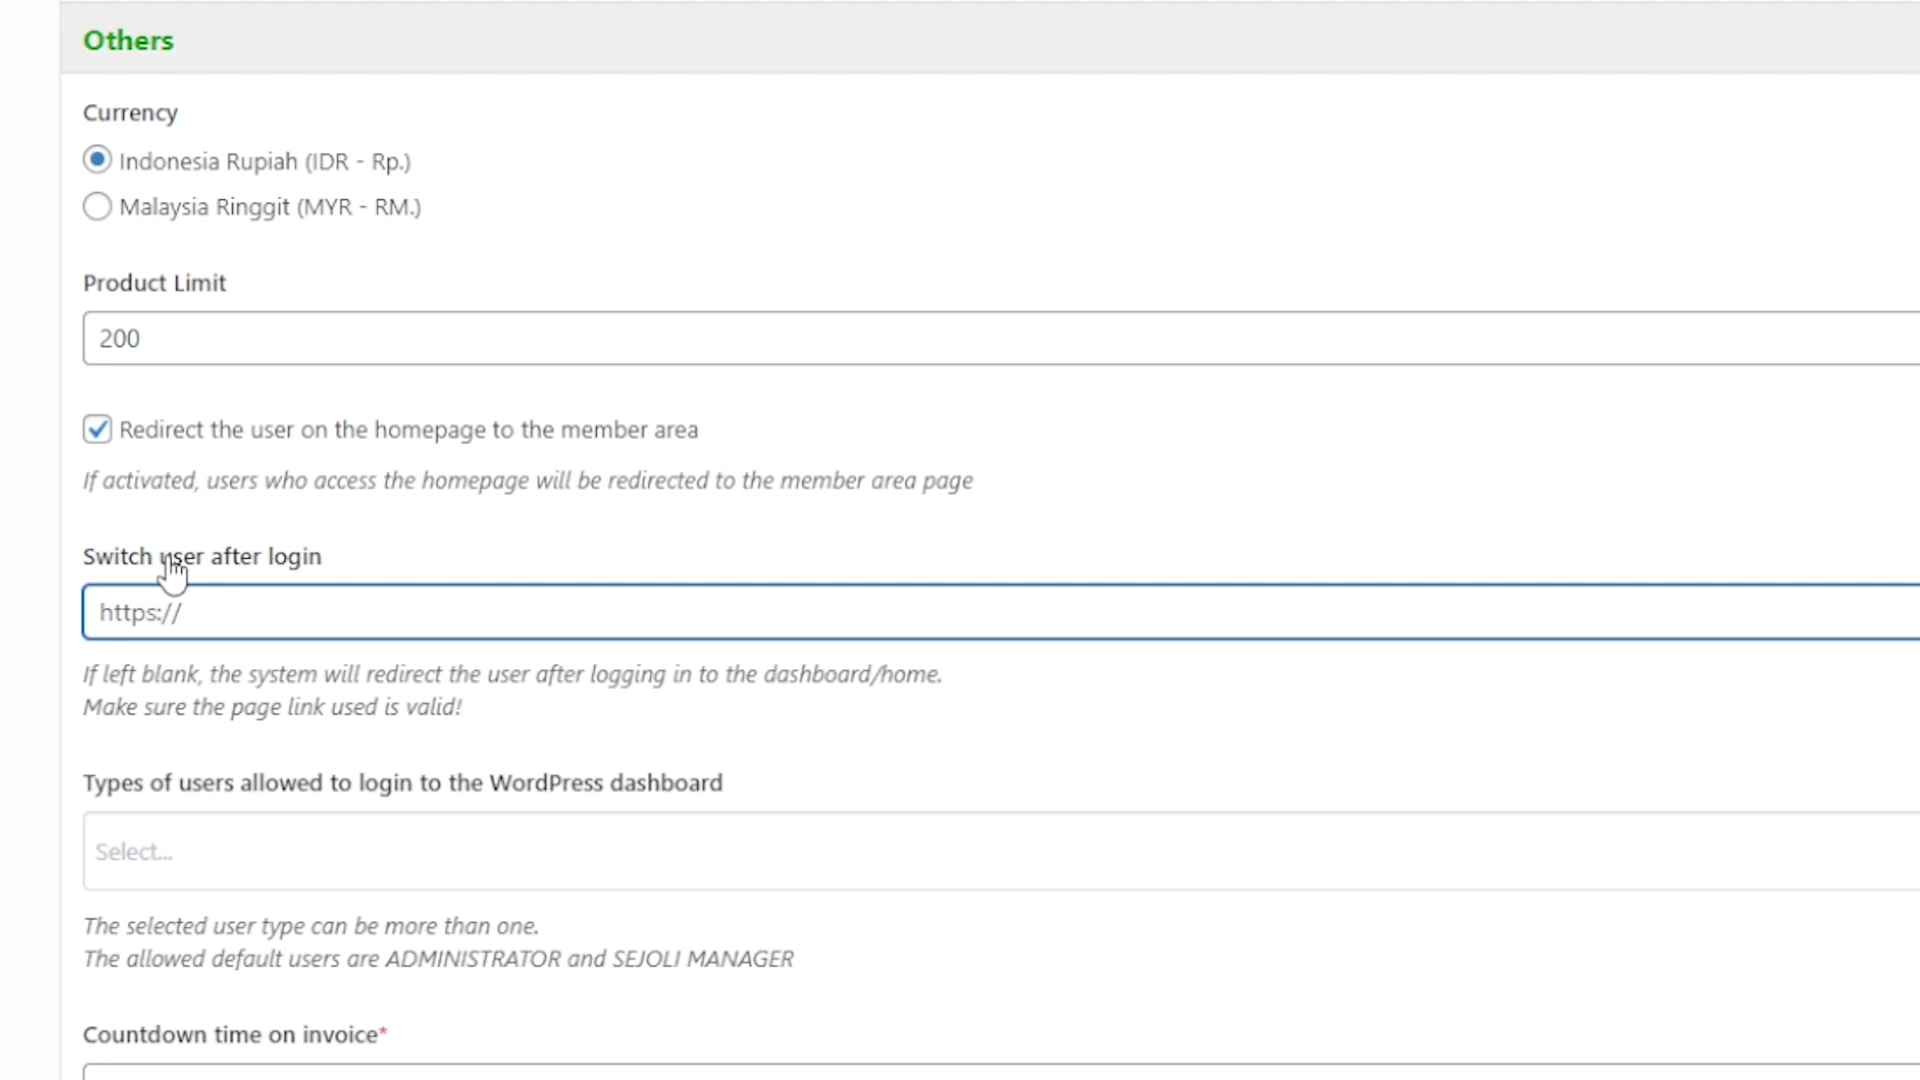 Others
Currency
Indonesia Rupiah (IDR - Rp.)
Malaysia Ringgit (MYR - RM.)
Product Limit
200
Redirect the user on the homepage to the member area
If activated, users who access the homepage will be redirected to the member area page
Switch user after login
https://
If left blank, the system will redirect the user after logging in to the dashboard/home.
Make sure the page link used is valid!
Types of users allowed to login to the WordPress dashboard
Select...
The selected user type can be more than one.
The allowed default users are ADMINISTRATOR and SEJOLI MANAGER
Countdown time on invoice*